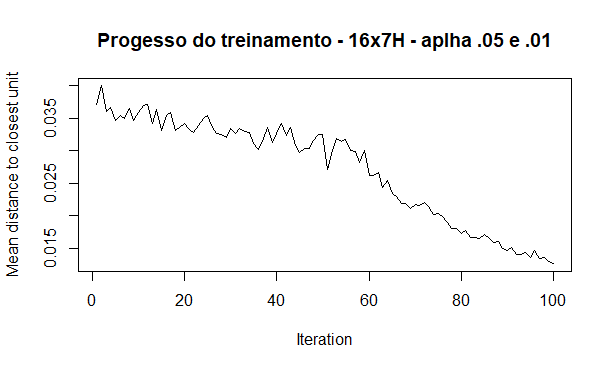 Progesso do treinamento - 16x7H - aplha .05 e .01
Mean distance to closest unit
0.035
0.025
0.015
0 20 40 60 80 100
Iteration